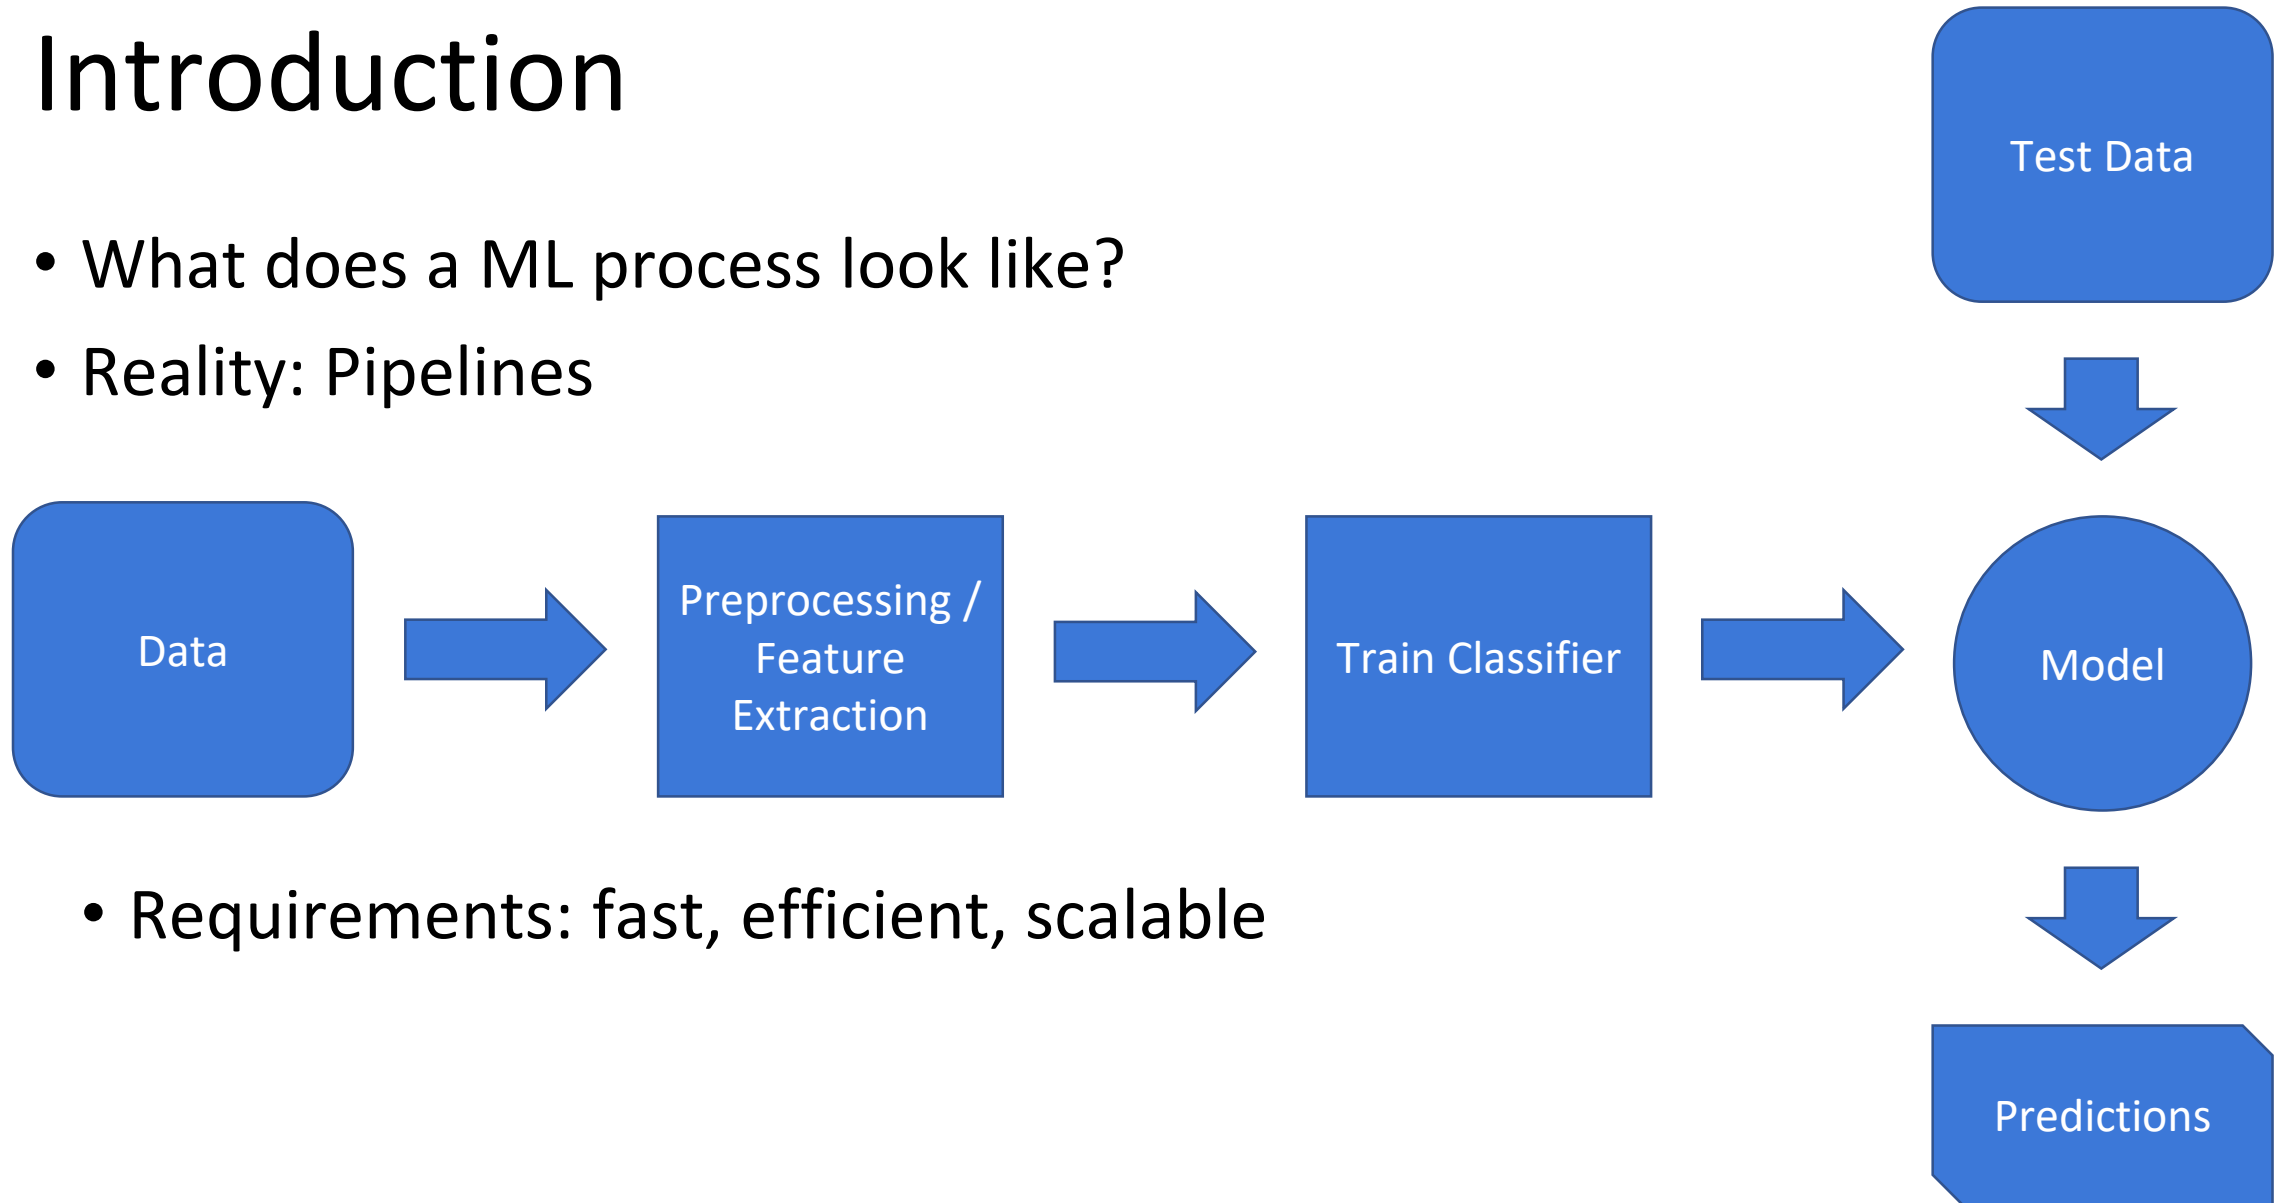 Introduction
• What does a ML process look like?
• Reality: Pipelines
Test Data
Data
Preprocessing /
Feature
Extraction
Train Classifier
Model
• Requirements: fast, efficient, scalable
Predictions